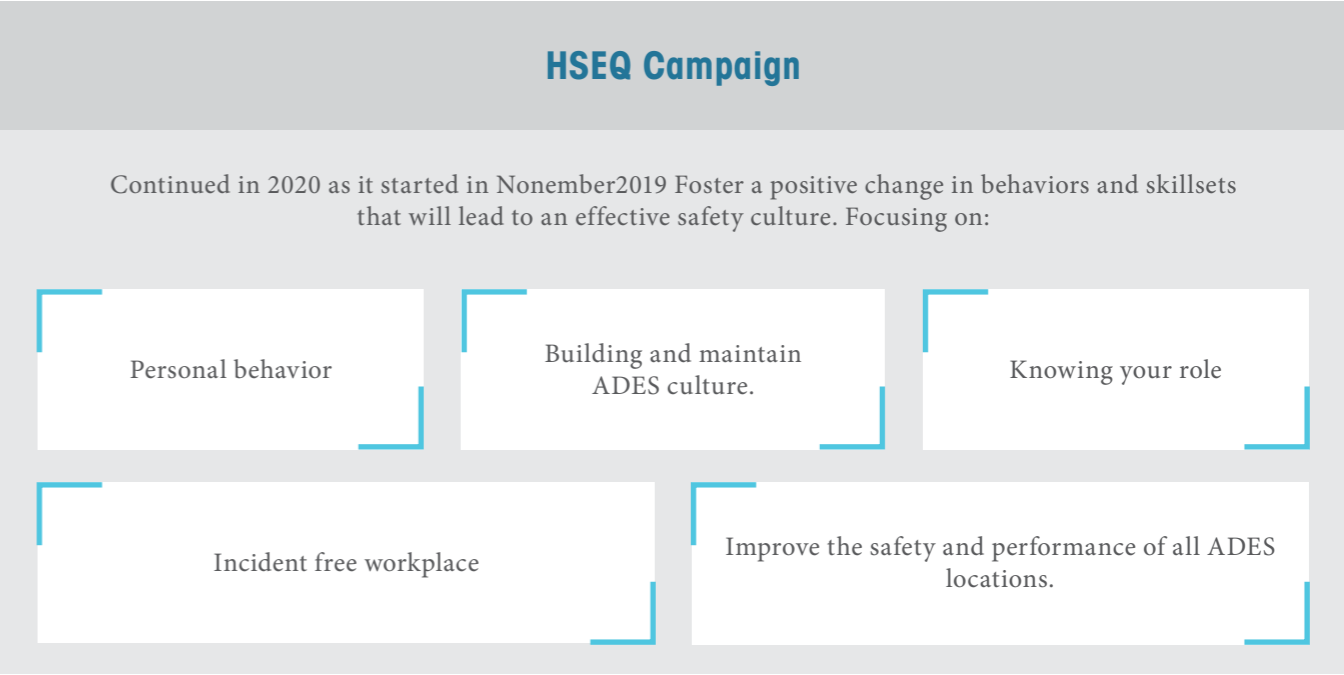 HSEQ Campaign
Continued in 2020 as it started in Nonember2019 Foster a positive change in behaviors and skillsets
that will lead to an effective safety culture. Focusing on:
Personal behavior
Building and maintain
ADES culture.
Knowing your role
Incident free workplace
Improve the safety and performance of all ADES
locations.